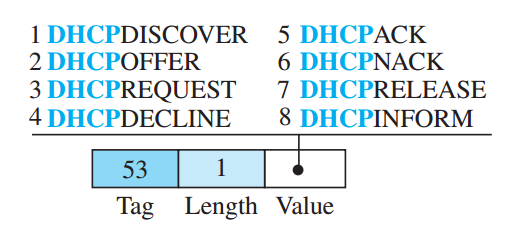 1 DHCPDISCOVER 5 DHCPACK
2 DHCPOFFER 6 DHCPNACK
3 DHCPREQUEST 7 DHCPRELEASE
4 DHCPDECLINE 8 DHCPINFORM
53 1
Tag Length Value